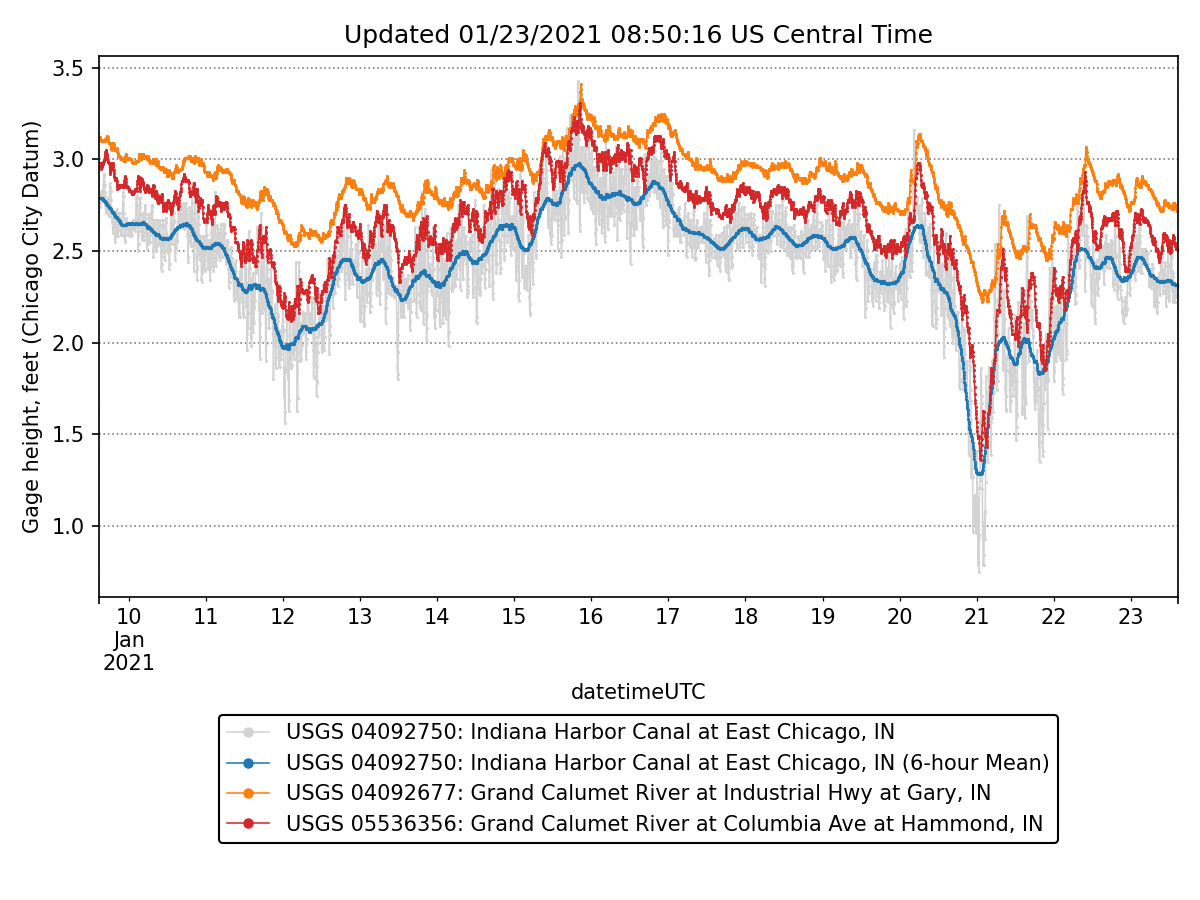 Updated 01/23/2021 08:50:16 US Central Time
Gage height, feet (Chicago City Datum)
3.5
3.0
2.5
2.0
1.5
1.0
10 11 12 13 14 15 16 17 18 19 20 21 22 23
Jan
2021
datetimeUTC
USGS 04092750: Indiana Harbor Canal at East Chicago, IN
USGS 04092750: Indiana Harbor Canal at East Chicago, IN (6-hour Mean)
USGS 04092677: Grand Calumet River at Industrial Hwy at Gary, IN
USGS 05536356: Grand Calumet River at Columbia Ave at Hammond, IN